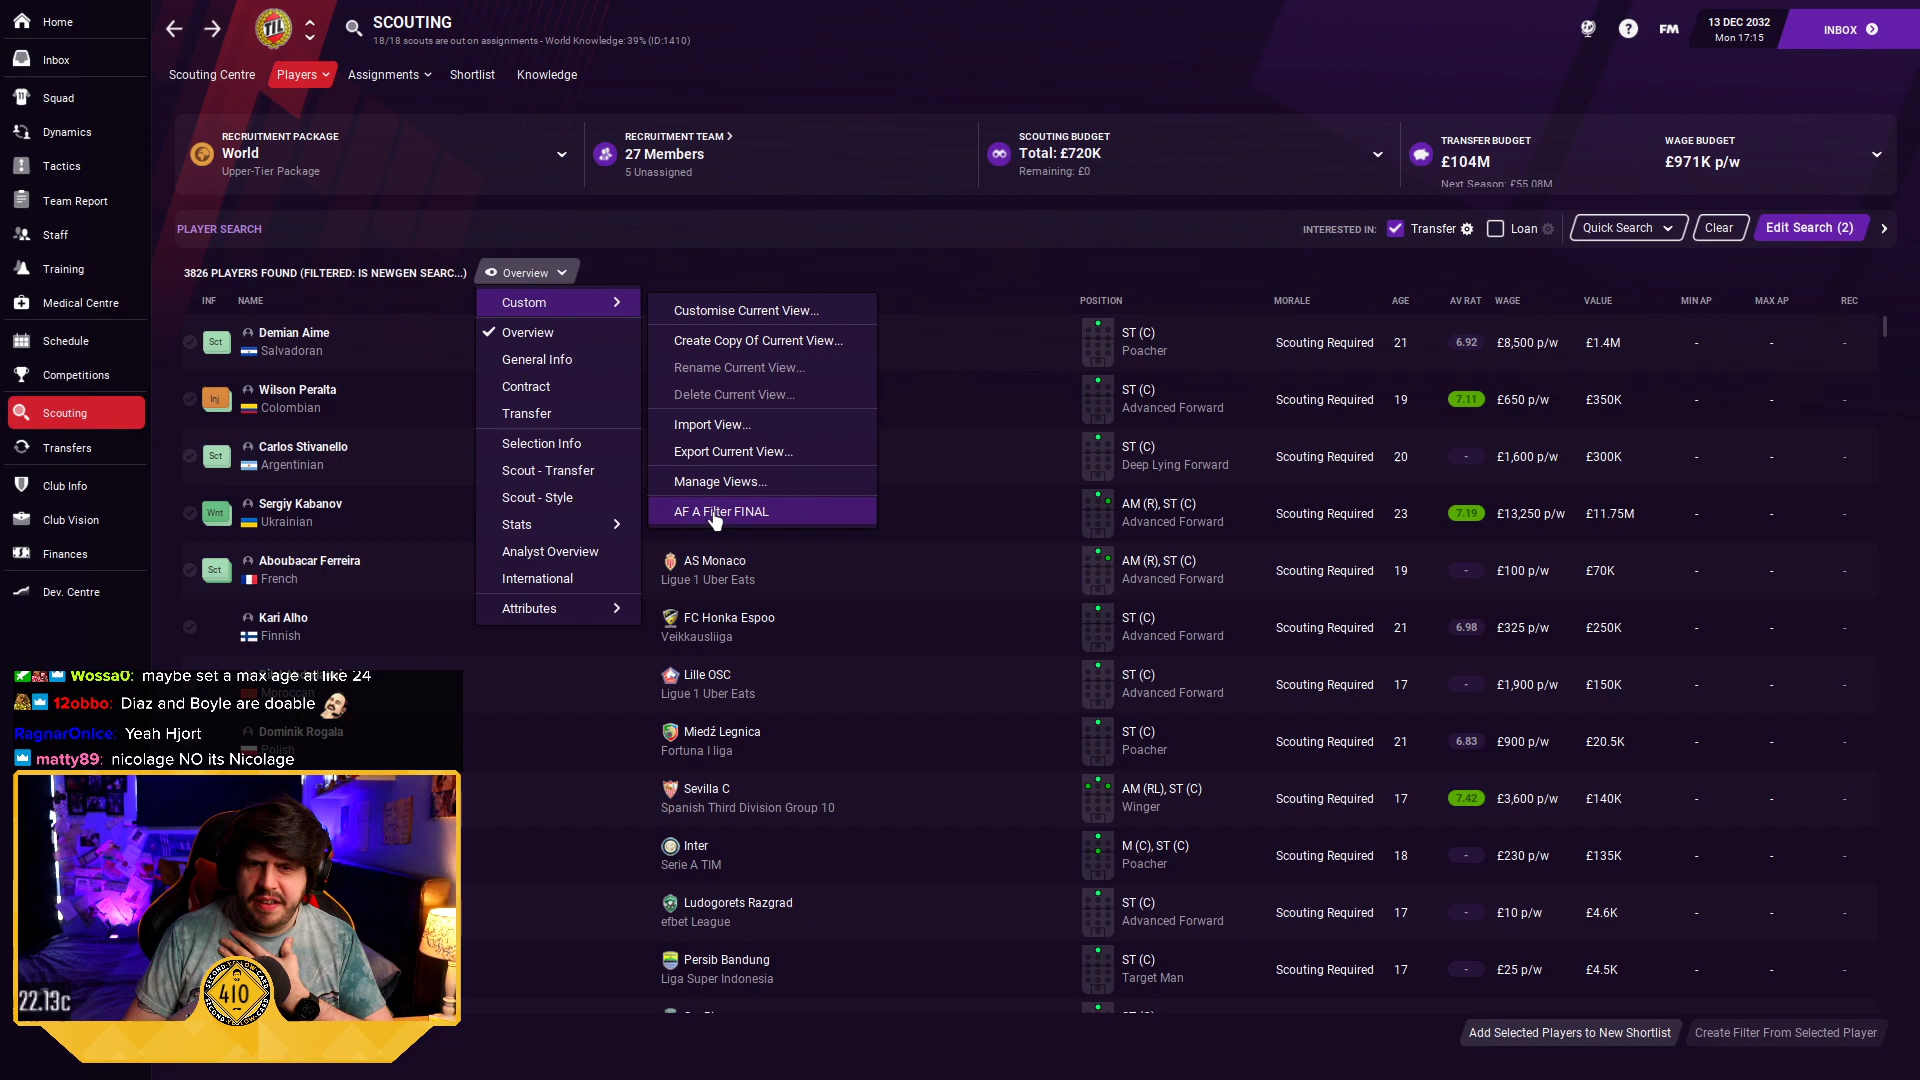 Home
Inbox
Squad
Dynamics
Tactics
Team Report
Staff
Training
Medical Centre
Schedule
Competitions
Scouting
Transfers
Club Info
Club Vision
Finances
Dev. Centre
TIL
SCOUTING
18/18 scouts are out on assignments - World Knowledge: 39% (ID:1410)
FM
13 DEC 2032
Mon 17:15
INBOX
Scouting Centre
Players
Assignments
Shortlist
Knowledge
RECRUITMENT PACKAGE
World
Upper-Tier Package
RECRUITMENT TEAM
27 Members
5 Unassigned
SCOUTING BUDGET
Total: £720K
Remaining: £0
TRANSFER BUDGET
£104M
Next Season: £55.08M
WAGE BUDGET
£971K p/w
PLAYER SEARCH
INTERESTED IN:
Transfer
Loan
Quick Search
Clear
Edit Search (2)
3826 PLAYERS FOUND (FILTERED: IS NEWGEN SEARC...)
Overview
INF NAME POSITION MORALE AGE AV RAT WAGE VALUE MIN AP MAX AP REC
Custom
Overview
General Info
Contract
Transfer
Selection Info
Scout - Transfer
Scout - Style
Stats
Analyst Overview
International
Attributes
Customise Current View...
Create Copy Of Current View...
Rename Current View...
Delete Current View...
Import View...
Export Current View...
Manage Views...
AF A Filter FINAL
Sct Demian Aime ST (C) Scouting Required 21 6.92 £8,500 p/w £1.4M - - -
Salvadoran Poacher
Inj Wilson Peralta ST (C) Scouting Required 19 7.11 £650 p/w £350K - - -
Colombian Advanced Forward
Sct Carlos Stivanello ST (C) Scouting Required 20 - £1,600 p/w £300K - - -
Argentinian Deep Lying Forward
Wnt Sergiy Kabanov AM (R), ST (C) Scouting Required 23 7.19 £13,250 p/w £11.75M - - -
Ukrainian Advanced Forward
Sct Aboubacar Ferreira AS Monaco AM (R), ST (C) Scouting Required 19 - £100 p/w £70K - - -
French Ligue 1 Uber Eats Advanced Forward
Kari Alho FC Honka Espoo ST (C) Scouting Required 21 6.98 £325 p/w £250K - - -
Finnish Veikkausliiga Advanced Forward
Lille OSC ST (C) Scouting Required 17 - £1,900 p/w £150K - - -
Moroccan Ligue 1 Uber Eats Advanced Forward
Dominik Rogala Miedź Legnica ST (C) Scouting Required 21 6.83 £900 p/w £20.5K - - -
Polish Fortuna I liga Poacher
Sevilla C AM (RL), ST (C) Scouting Required 17 7.42 £3,600 p/w £140K - - -
Spanish Third Division Group 10 Winger
Inter M (C), ST (C) Scouting Required 18 - £230 p/w £135K - - -
Serie A TIM Poacher
Ludogorets Razgrad ST (C) Scouting Required 17 - £10 p/w £4.6K - - -
efbet League Advanced Forward
Persib Bandung ST (C) Scouting Required 17 - £25 p/w £4.5K - - -
Liga Super Indonesia Target Man
Wossa0: maybe set a max age at like 24
12obbo: Diaz and Boyle are doable
RagnarOnIce: Yeah Hjort
matty89: nicolage NO its Nicolage
22.13c
SECOND YELLOW CARD
410
SECOND YELLOW CARD
Add Selected Players to New Shortlist
Create Filter From Selected Player